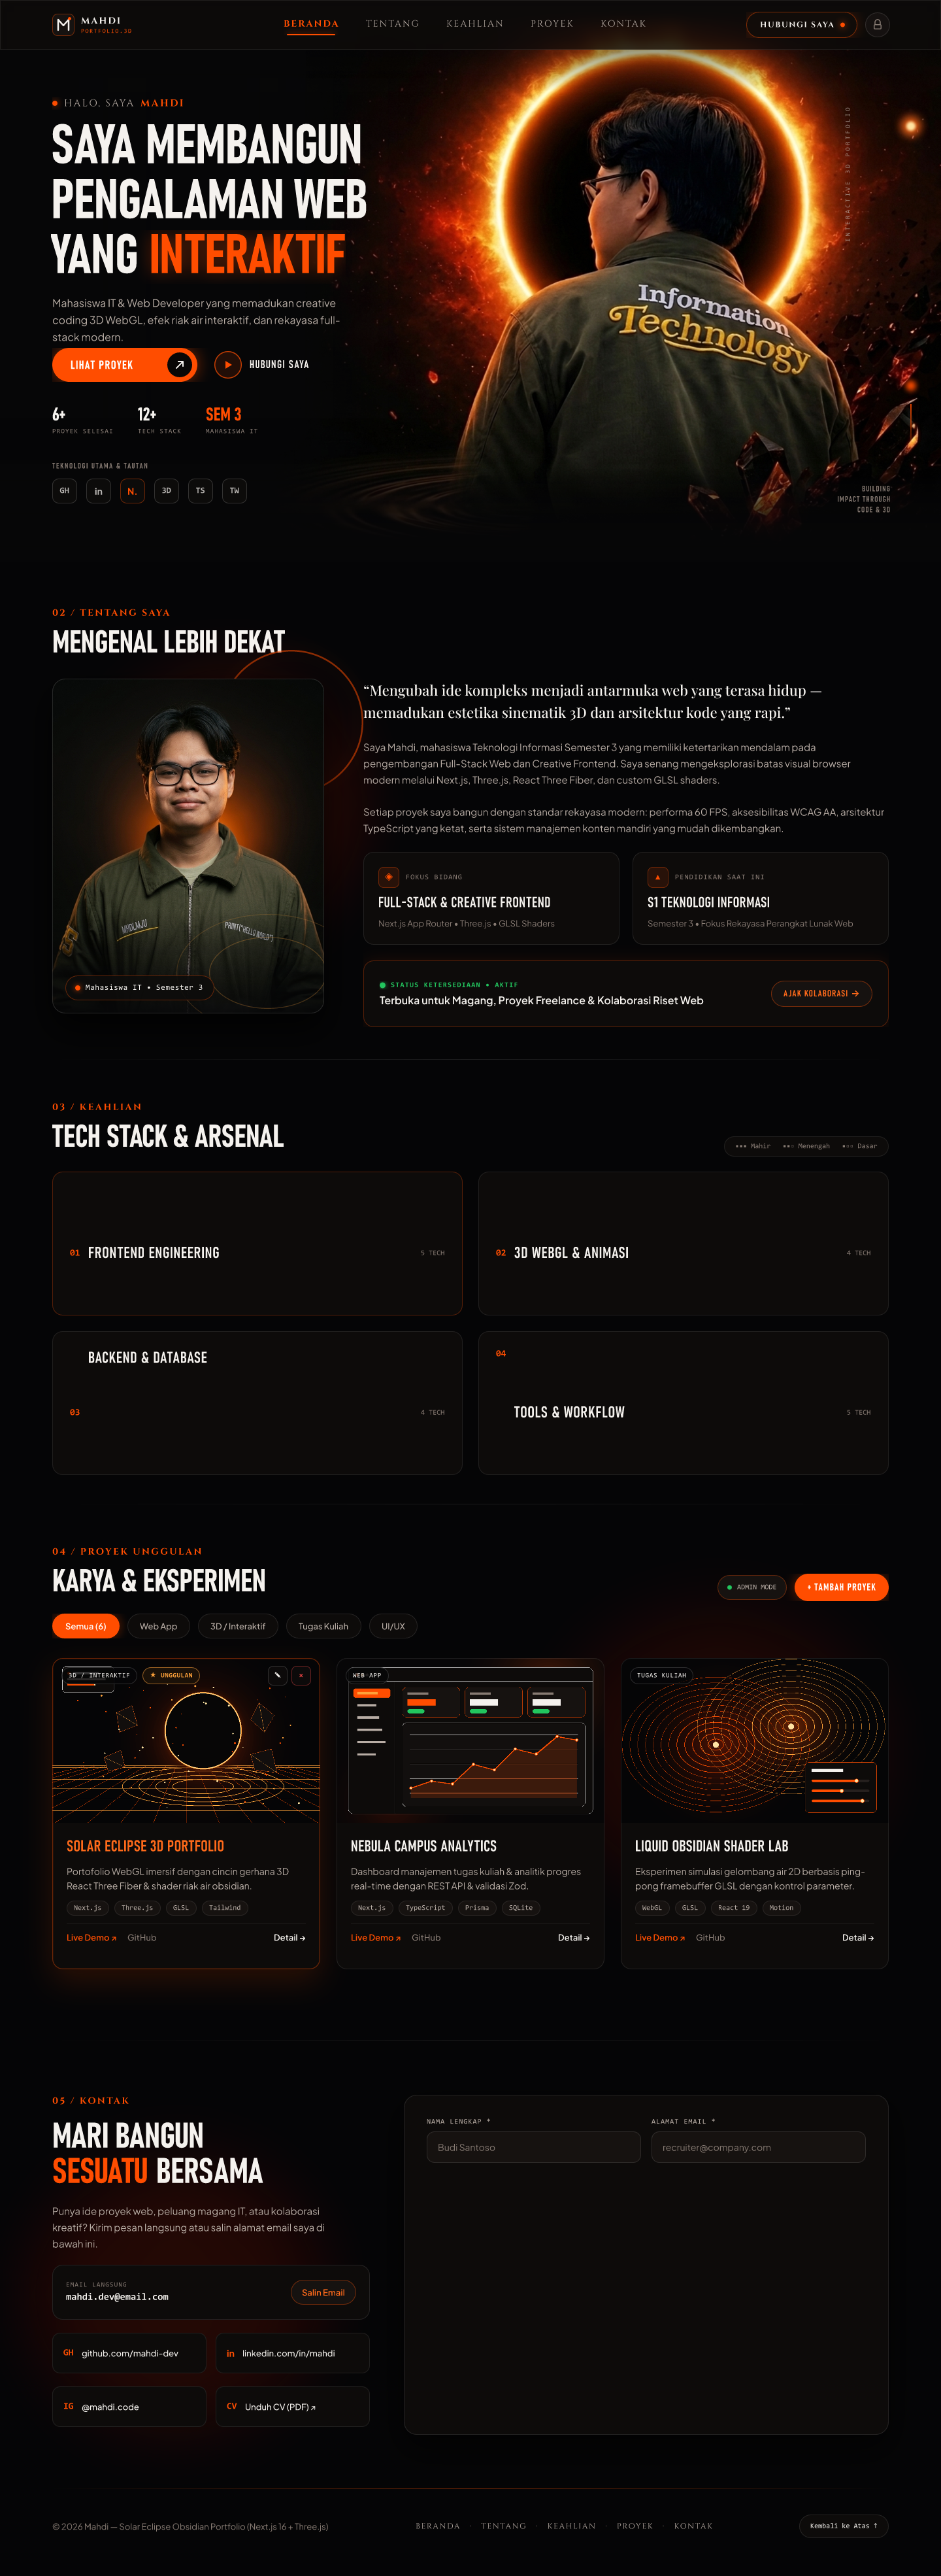 MAHDI
PORTFOLIO.3D
BERANDA
TENTANG
KEAHLIAN
PROYEK
KONTAK
HUBUNGI SAYA
HALO, SAYA MAHDI
SAYA MEMBANGUN
PENGALAMAN WEB
YANG INTERAKTIF
Mahasiswa IT & Web Developer yang memadukan creative
coding 3D WebGL, efek riak air interaktif, dan rekayasa full-
stack modern.
LIHAT PROYEK
HUBUNGI SAYA
6+
PROYEK SELESAI
12+
TECH STACK
SEM 3
MAHASISWA IT
TEKNOLOGI UTAMA & TAUTAN
GH
in
N.
3D
TS
TW
INTERACTIVE 3D PORTFOLIO
Information
Technology
BUILDING
IMPACT THROUGH
CODE & 3D
02 / TENTANG SAYA
MENGENAL LEBIH DEKAT
MHDLMJU
PRINT("HELLO WORLD")
Mahasiswa IT • Semester 3
“Mengubah ide kompleks menjadi antarmuka web yang terasa hidup —
memadukan estetika sinematik 3D dan arsitektur kode yang rapi.”
Saya Mahdi, mahasiswa Teknologi Informasi Semester 3 yang memiliki ketertarikan mendalam pada
pengembangan Full-Stack Web dan Creative Frontend. Saya senang mengeksplorasi batas visual browser
modern melalui Next.js, Three.js, React Three Fiber, dan custom GLSL shaders.
Setiap proyek saya bangun dengan standar rekayasa modern: performa 60 FPS, aksesibilitas WCAG AA, arsitektur
TypeScript yang ketat, serta sistem manajemen konten mandiri yang mudah dikembangkan.
FOKUS BIDANG
FULL-STACK & CREATIVE FRONTEND
Next.js App Router • Three.js • GLSL Shaders
PENDIDIKAN SAAT INI
S1 TEKNOLOGI INFORMASI
Semester 3 • Fokus Rekayasa Perangkat Lunak Web
STATUS KETERSEDIAAN • AKTIF
Terbuka untuk Magang, Proyek Freelance & Kolaborasi Riset Web
AJAK KOLABORASI →
03 / KEAHLIAN
TECH STACK & ARSENAL
Mahir
Menengah
Dasar
01 FRONTEND ENGINEERING
5 TECH
02 3D WEBGL & ANIMASI
4 TECH
BACKEND & DATABASE
03
4 TECH
04
TOOLS & WORKFLOW
5 TECH
04 / PROYEK UNGGULAN
KARYA & EKSPERIMEN
ADMIN MODE
+ TAMBAH PROYEK
Semua (6)
Web App
3D / Interaktif
Tugas Kuliah
UI/UX
3D / INTERAKTIF
★ UNGGULAN
SOLAR ECLIPSE 3D PORTFOLIO
Portofolio WebGL imersif dengan cincin gerhana 3D
React Three Fiber & shader riak air obsidian.
Next.js
Three.js
GLSL
Tailwind
Live Demo ↗
GitHub
Detail →
WEB APP
NEBULA CAMPUS ANALYTICS
Dashboard manajemen tugas kuliah & analitik progres
real-time dengan REST API & validasi Zod.
Next.js
TypeScript
Prisma
SQLite
Live Demo ↗
GitHub
Detail →
TUGAS KULIAH
LIQUID OBSIDIAN SHADER LAB
Eksperimen simulasi gelombang air 2D berbasis ping-
pong framebuffer GLSL dengan kontrol parameter.
WebGL
GLSL
React 19
Motion
Live Demo ↗
GitHub
Detail →
05 / KONTAK
MARI BANGUN
SESUATU BERSAMA
Punya ide proyek web, peluang magang IT, atau kolaborasi
kreatif? Kirim pesan langsung atau salin alamat email saya di
bawah ini.
EMAIL LANGSUNG
mahdi.dev@email.com
Salin Email
GH github.com/mahdi-dev
in linkedin.com/in/mahdi
IG @mahdi.code
CV Unduh CV (PDF) ↗
NAMA LENGKAP *
Budi Santoso
ALAMAT EMAIL *
recruiter@company.com
© 2026 Mahdi — Solar Eclipse Obsidian Portfolio (Next.js 16 + Three.js)
BERANDA · TENTANG · KEAHLIAN · PROYEK · KONTAK
Kembali ke Atas ↑